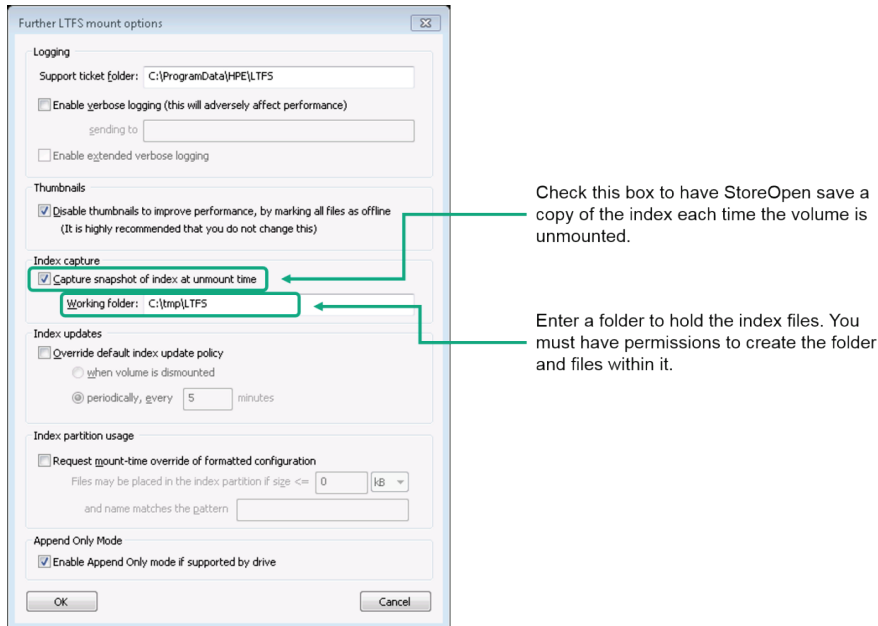 Further LTFS mount options
Logging
Support ticket folder: C:\ProgramData\HPE\LTFS
Enable verbose logging (this will adversely affect performance)
sending to
Enable extended verbose logging
Thumbnails
Disable thumbnails to improve performance, by marking all files as offline
(It is highly recommended that you do not change this)
Index capture
Capture snapshot of index at unmount time
Working folder: C:\tmp\LTFS
Index updates
Override default index update policy
when volume is dismounted
periodically, every 5 minutes
Index partition usage
Request mount-time override of formatted configuration
Files may be placed in the index partition if size <= 0 kB
and name matches the pattern
Append Only Mode
Enable Append Only mode if supported by drive
OK Cancel
Check this box to have StoreOpen save a
copy of the index each time the volume is
unmounted.
Enter a folder to hold the index files. You
must have permissions to create the folder
and files within it.